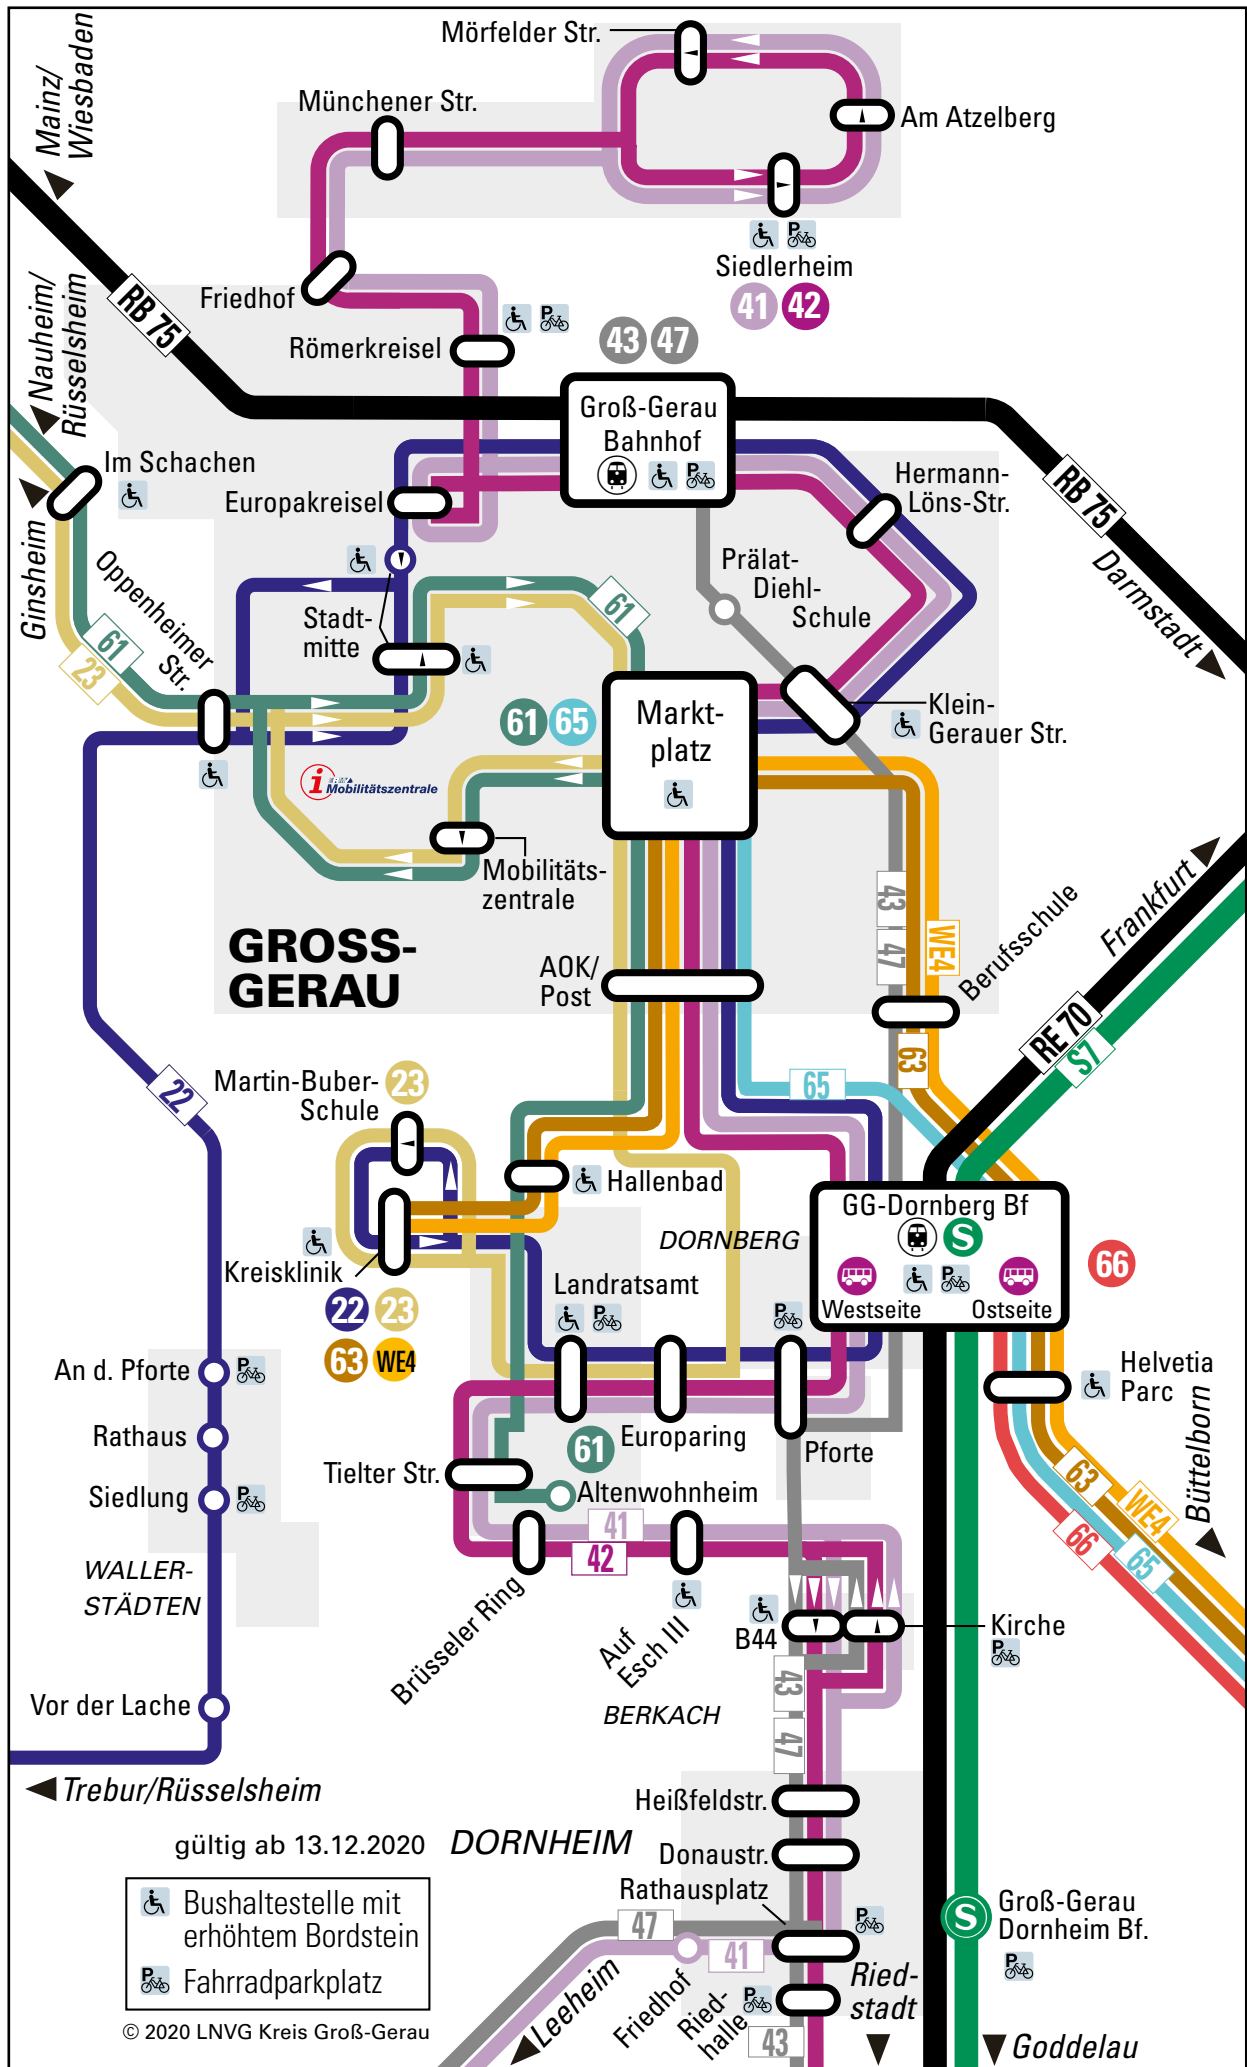 Mörfelder Str.
Mainz/
Wiesbaden
Münchener Str.
Am Atzelberg
Siedlerheim
41 42
Friedhof
Nauheim/
Rüsselsheim
RB 75
Römerkreisel
43 47
Groß-Gerau
Bahnhof
Im Schachen
Europakreisel
Hermann-
Löns-Str.
RB 75
Ginsheim
Oppenheimer
Str.
Stadt-
mitte
61
Prälat-
Diehl-
Schule
Darmstadt
61
23
61 65
Markt-
platz
Klein-
Gerauer Str.
i RMV
Mobilitätszentrale
Mobilitäts-
zentrale
43
47
WE4
Berufsschule
Frankfurt
GROSS-
GERAU
AOK/
Post
RE 70
S7
63
65
22
Martin-Buber-
Schule
23
Hallenbad
GG-Dornberg Bf
S
Westseite
Ostseite
66
DORNBERG
Kreisklinik
22 23
63 WE4
Landratsamt
An d. Pforte
Rathaus
Siedlung
Helvetia
Parc
Büttelborn
61
Europaring
Pforte
Tielter Str.
Altenwohnheim
63
WE4
66
65
41
42
WALLER-
STÄDTEN
Brüsseler Ring
Auf
Esch III
B44
Kirche
43
47
BERKACH
Vor der Lache
Trebur/Rüsselsheim
Heißfeldstr.
gültig ab 13.12.2020
DORNHEIM
Donaustr.
Rathausplatz
Bushaltestelle mit
erhöhtem Bordstein
P Fahrradparkplatz
© 2020 LNVG Kreis Groß-Gerau
47
41
Leeheim
Friedhof
Ried-
halle
43
Ried-
stadt
S
Groß-Gerau
Dornheim Bf.
Goddelau